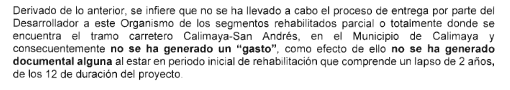 Derivado de lo anterior, se infiere que no se ha llevado a cabo el proceso de entrega por parte del
Desarrollador a este Organismo de los segmentos rehabilitados parcial o totalmente donde se
encuentra el tramo carretero Calimaya-San Andrés, en el Municipio de Calimaya y
consecuentemente no se ha generado un “gasto”, como efecto de ello no se ha generado
documental alguna al estar en periodo inicial de rehabilitación que comprende un lapso de 2 años,
de los 12 de duración del proyecto.